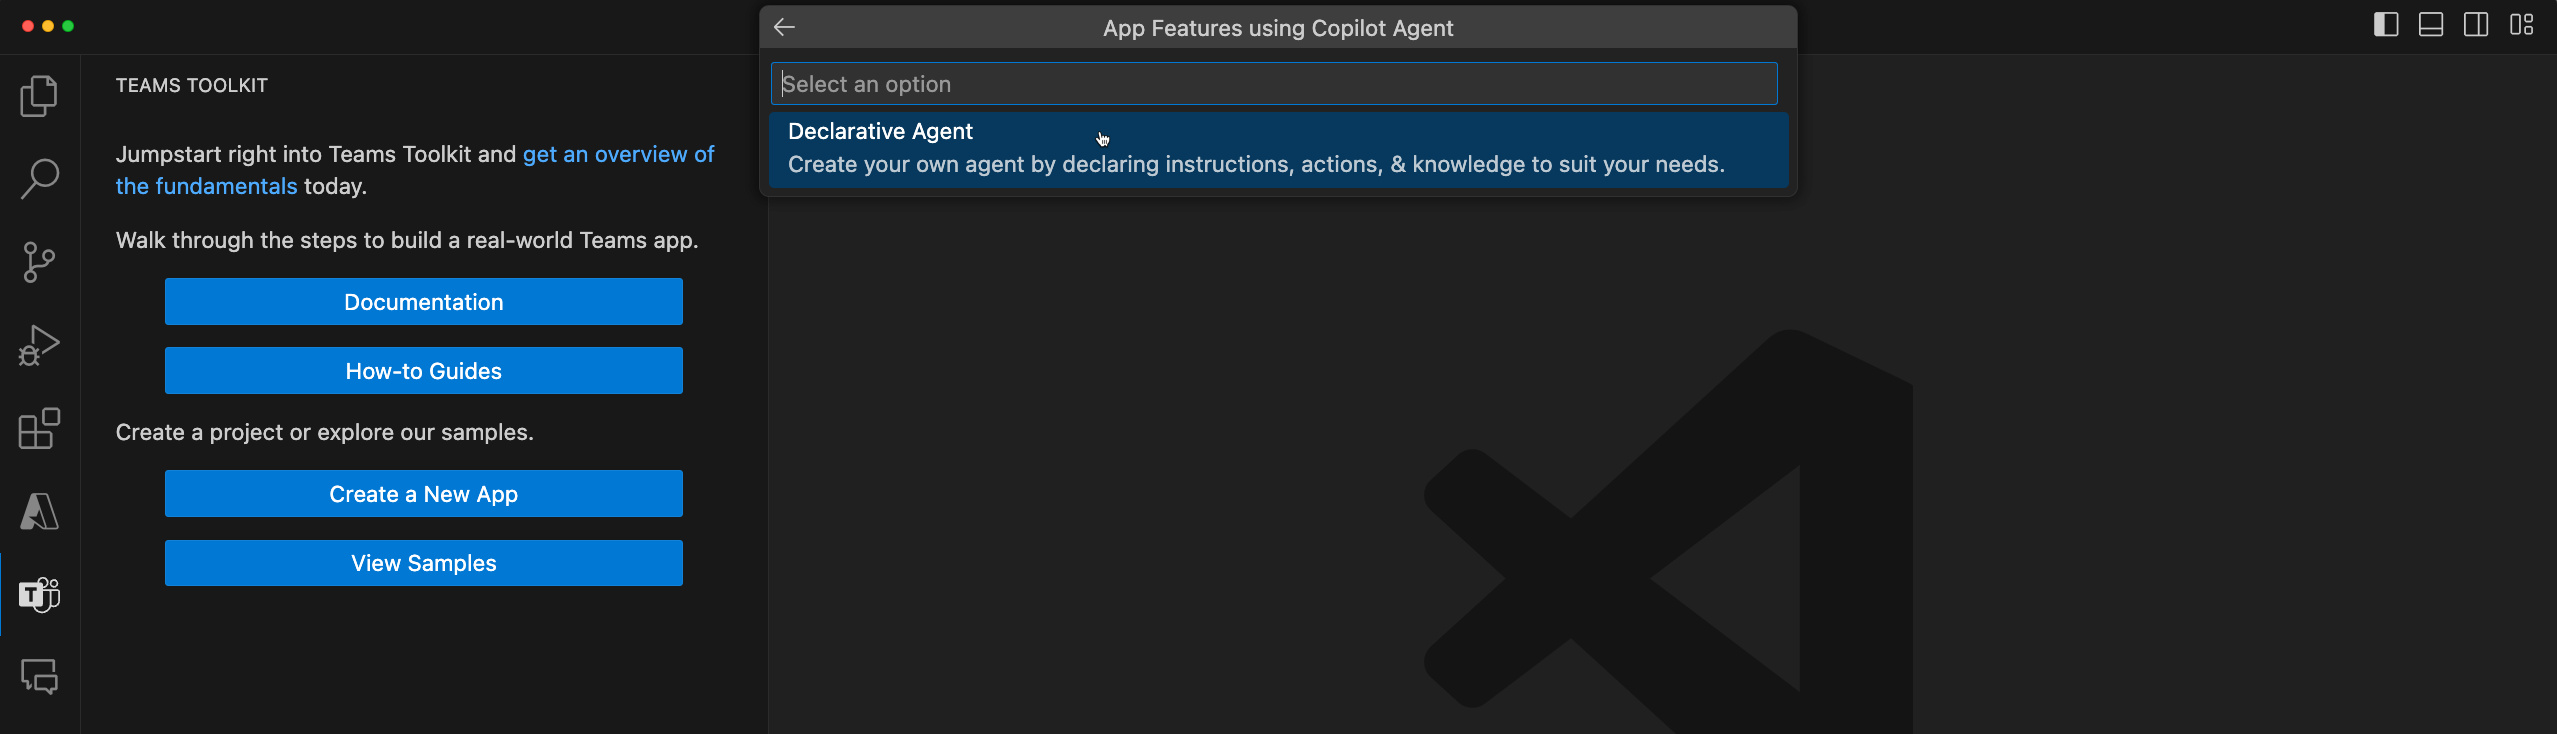 App Features using Copilot Agent
Select an option
Declarative Agent
Create your own agent by declaring instructions, actions, & knowledge to suit your needs.
TEAMS TOOLKIT
Jumpstart right into Teams Toolkit and get an overview of
the fundamentals today.
Walk through the steps to build a real-world Teams app.
Documentation
How-to Guides
Create a project or explore our samples.
Create a New App
View Samples
T